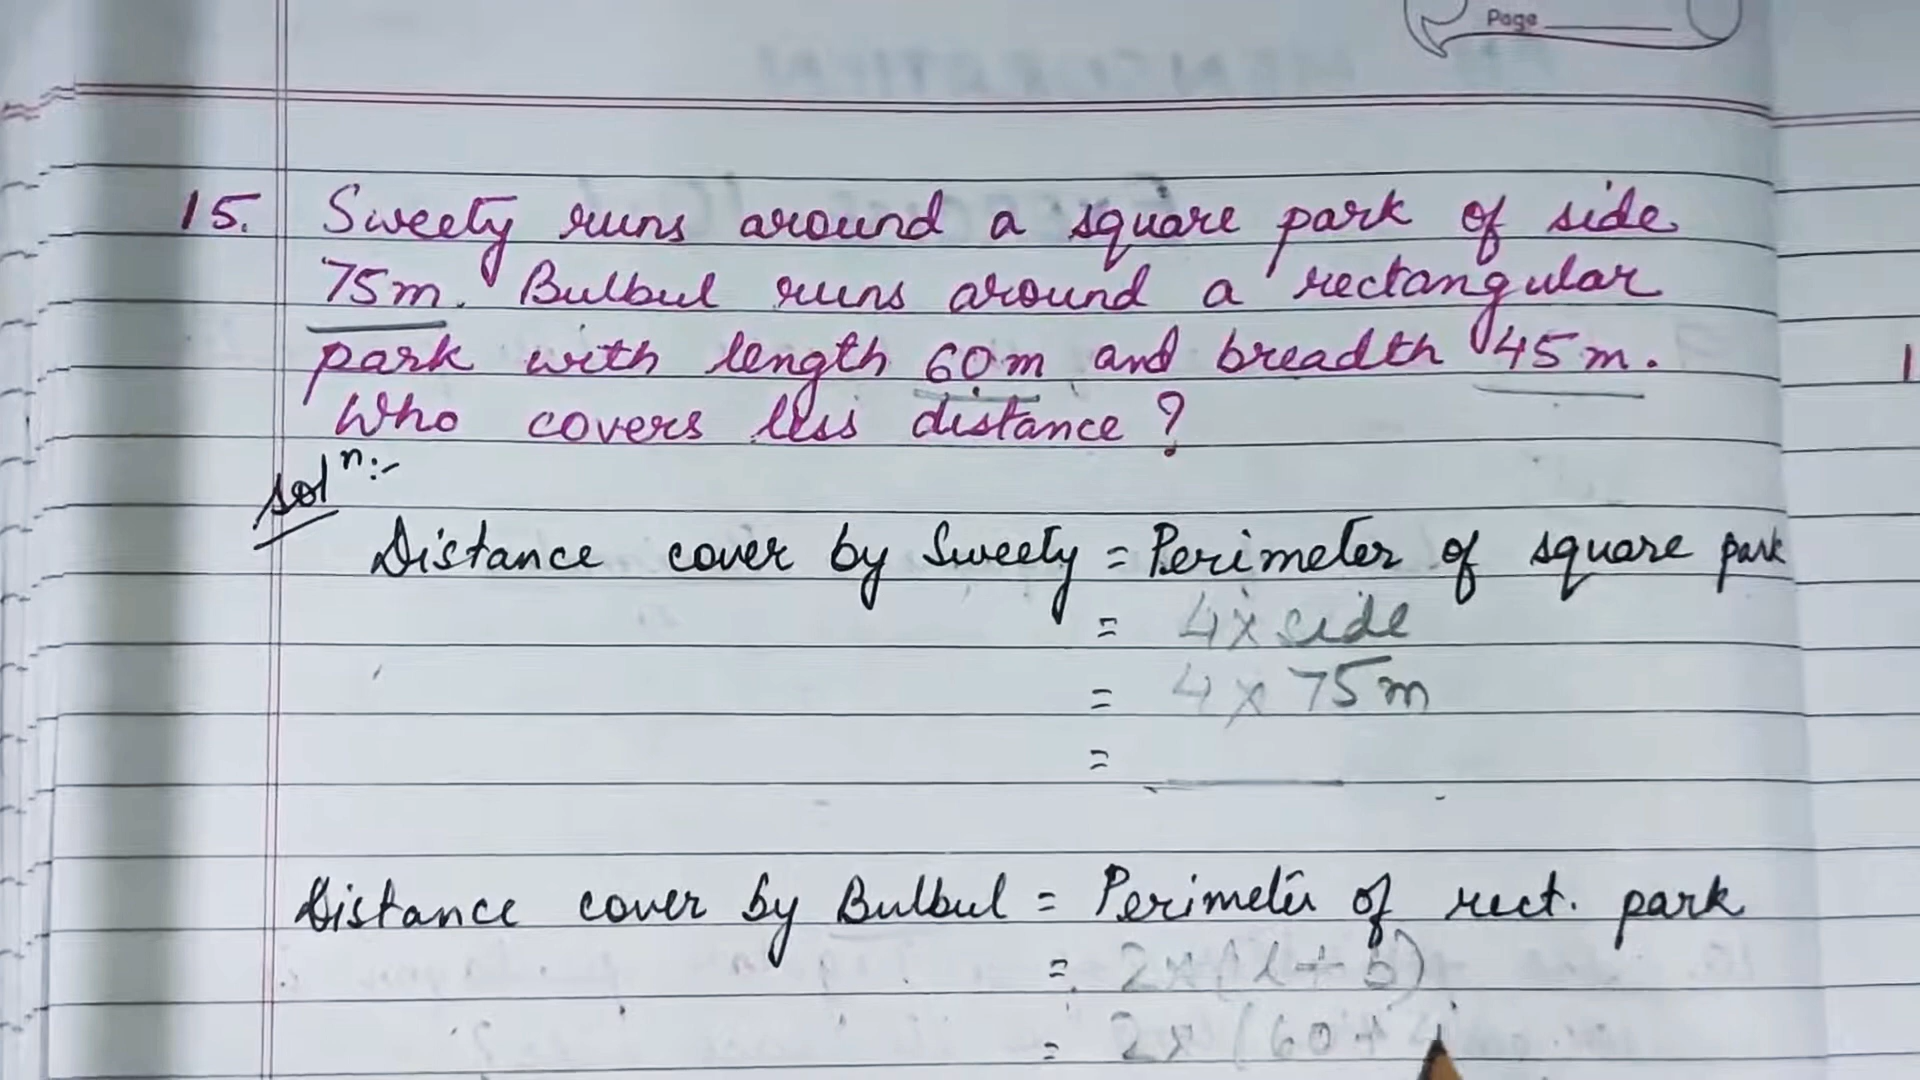 Page
15. Sweety runs around a square park of side
75m. Bulbul runs around a rectangular
park with length 60m and breadth 45m.
Who covers less distance?
Solⁿ:-
Distance cover by Sweety = Perimeter of square park
= 4×side
= 4×75m
=
Distance cover by Bulbul = Perimeter of rect. park
= 2×(l+b)
= 2×(60+4